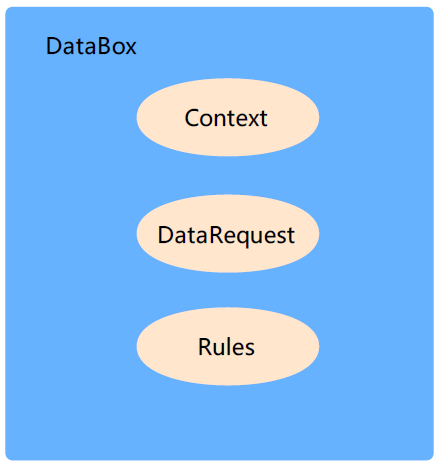 DataBox
Context
DataRequest
Rules